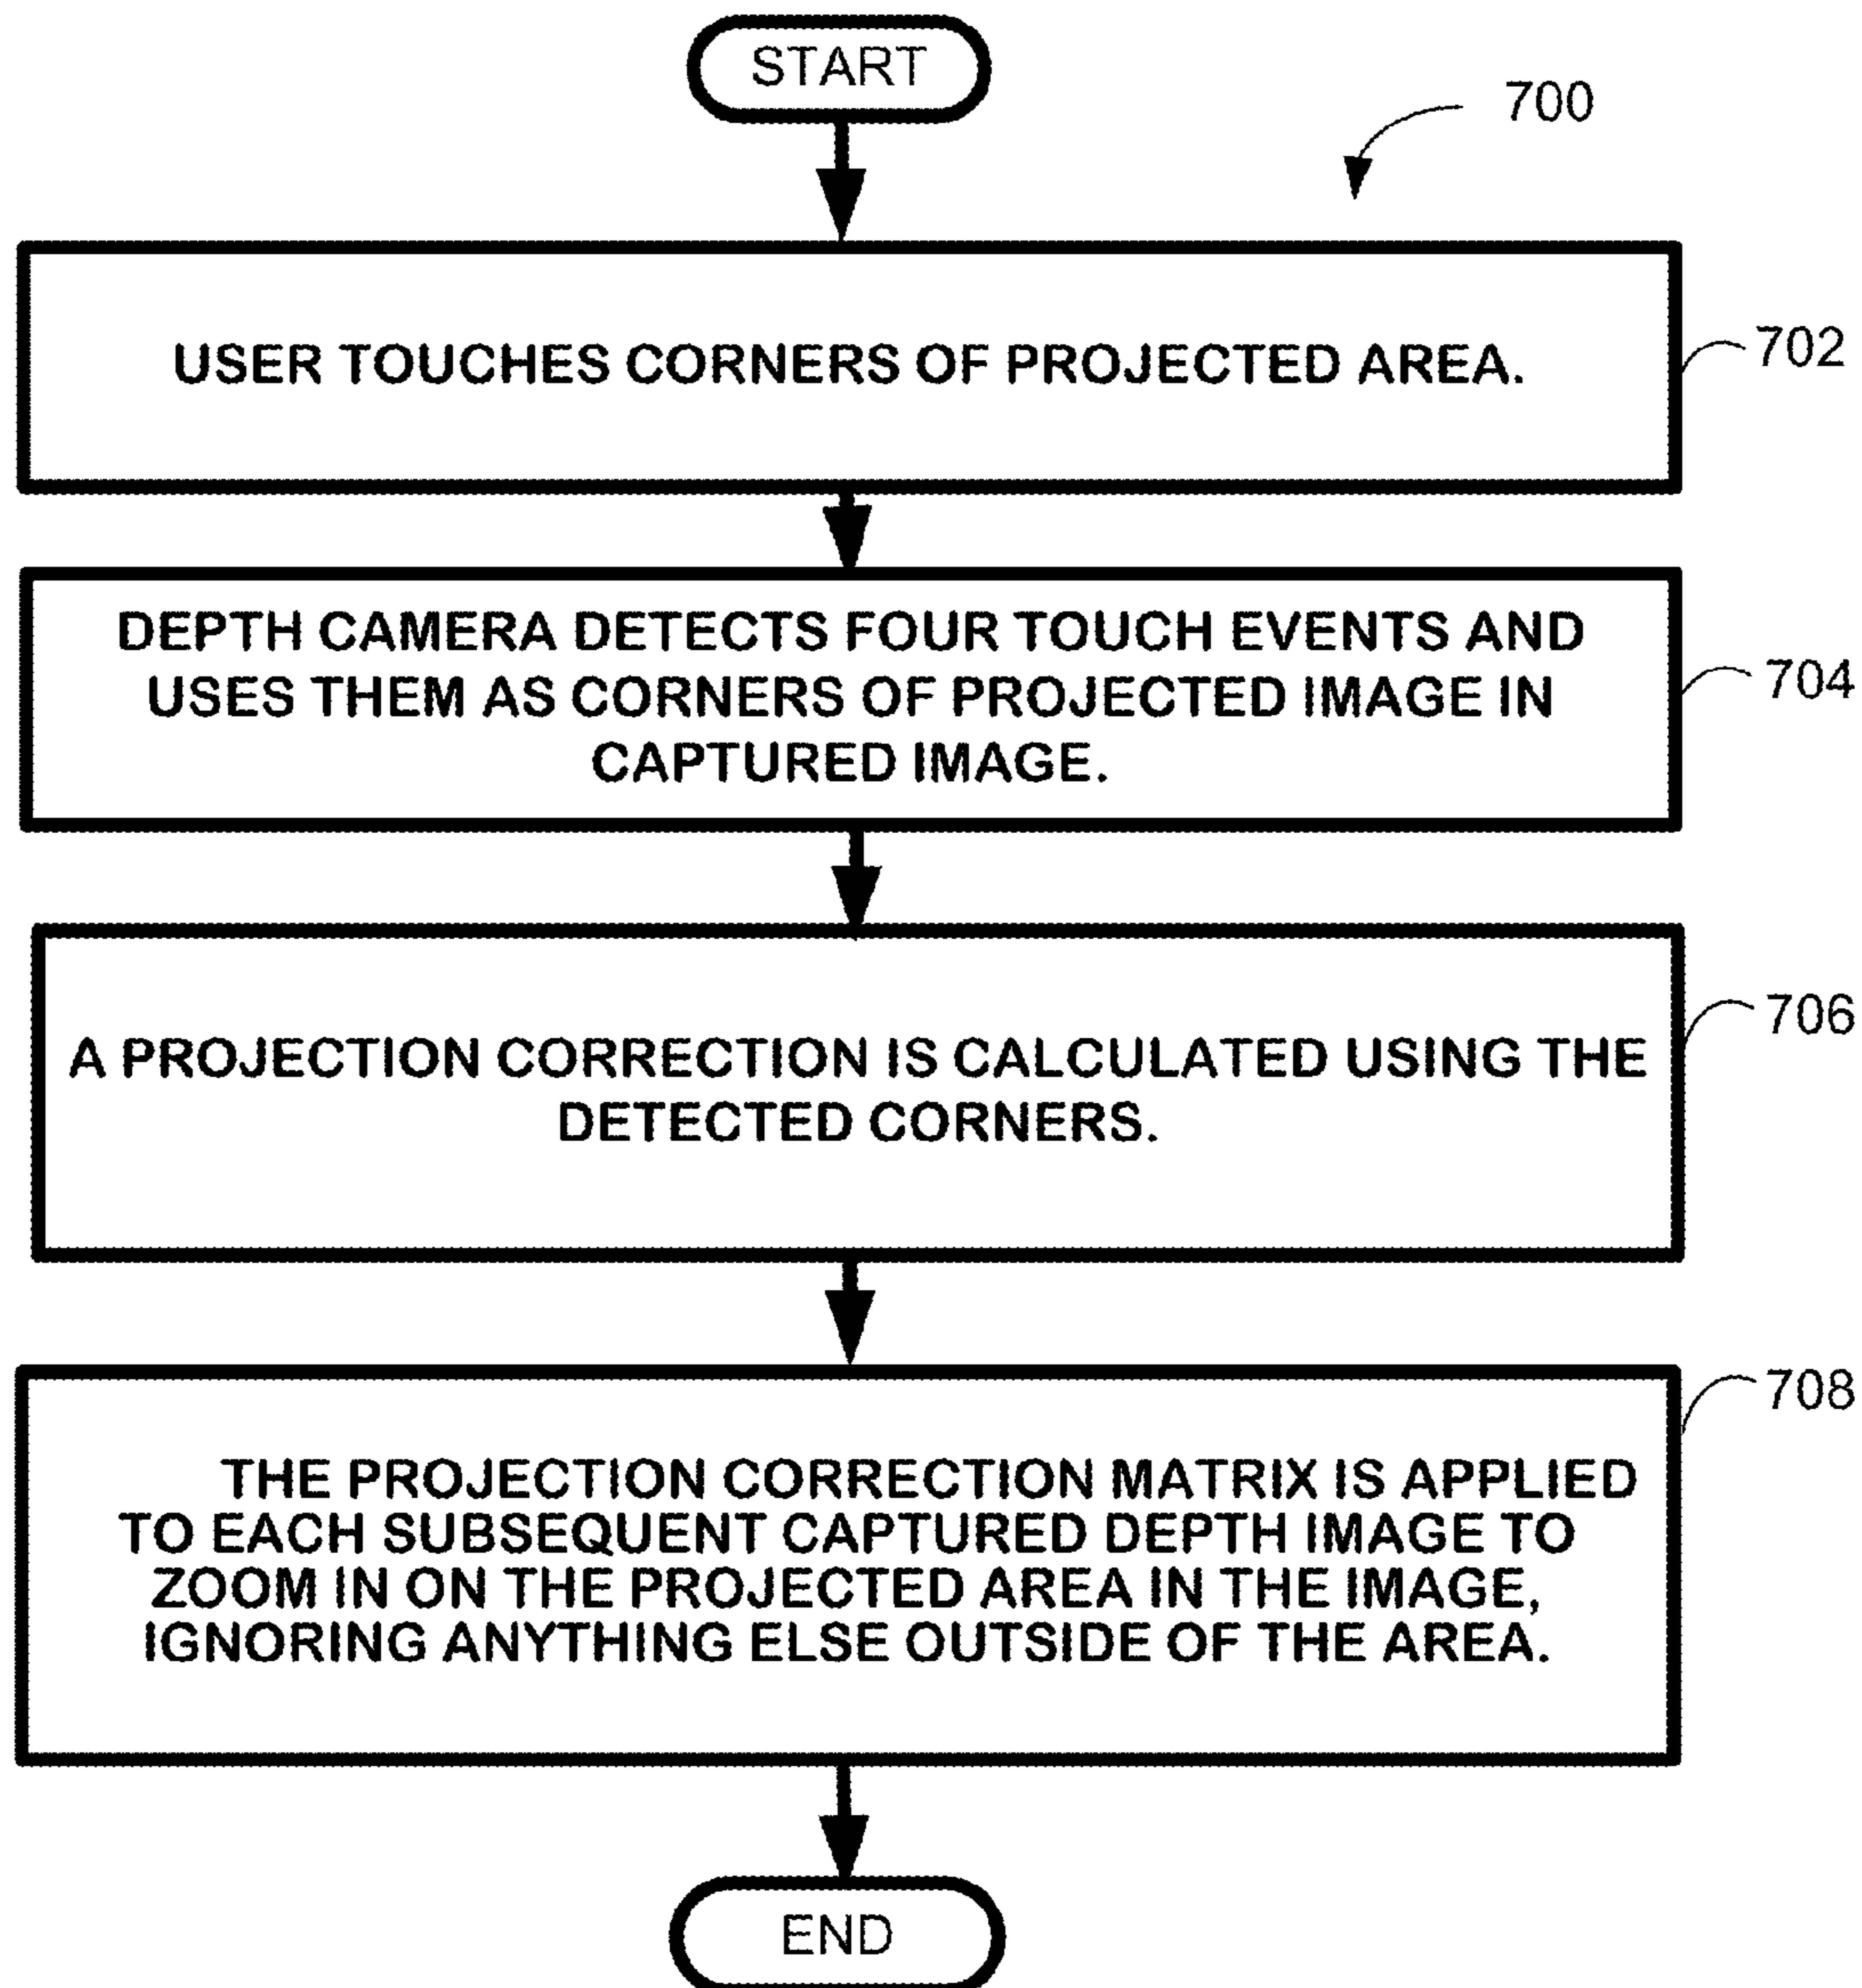 START
700
USER TOUCHES CORNERS OF PROJECTED AREA.
702
DEPTH CAMERA DETECTS FOUR TOUCH EVENTS AND
USES THEM AS CORNERS OF PROJECTED IMAGE IN
CAPTURED IMAGE.
704
A PROJECTION CORRECTION IS CALCULATED USING THE
DETECTED CORNERS.
706
THE PROJECTION CORRECTION MATRIX IS APPLIED
TO EACH SUBSEQUENT CAPTURED DEPTH IMAGE TO
ZOOM IN ON THE PROJECTED AREA IN THE IMAGE,
IGNORING ANYTHING ELSE OUTSIDE OF THE AREA.
708
END